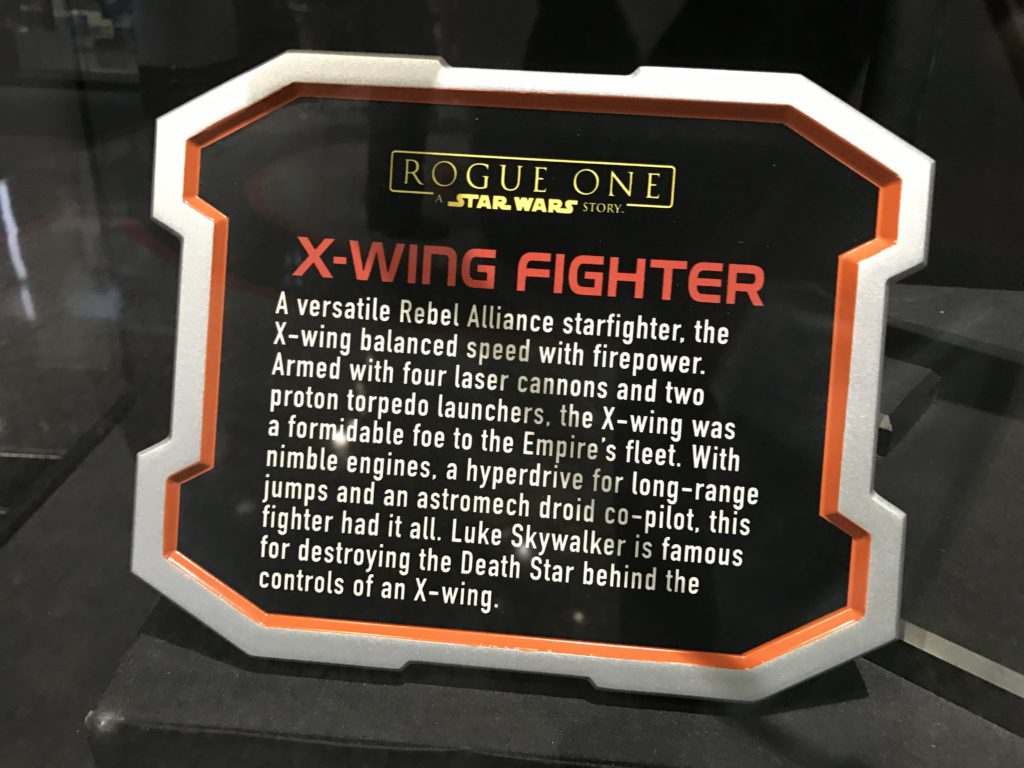 ROGUE ONE
A STAR WARS STORY™
X-WING FIGHTER
A versatile Rebel Alliance starfighter, the
X-wing balanced speed with firepower.
Armed with four laser cannons and two
proton torpedo launchers, the X-wing was
a formidable foe to the Empire's fleet. With
nimble engines, a hyperdrive for long-range
jumps and an astromech droid co-pilot, this
fighter had it all. Luke Skywalker is famous
for destroying the Death Star behind the
controls of an X-wing.